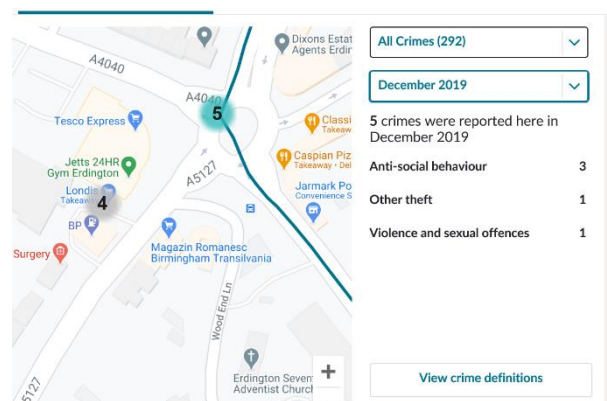 Dixons Estat
Agents Erdin
A4040
A4040
5
Tesco Express
Classi
Takeaw
Jetts 24HR
Gym Erdington
Caspian Piz
Takeaway • Del
A5127
Londis
Takeaw
4
Jarmark Po
Convenience S
BP
Surgery
Magazin Romanesc
Birmingham Transilvania
Wood End Ln
Erdington Seven
Adventist Churc
A5127
+
All Crimes (292)
December 2019
5 crimes were reported here in
December 2019
Anti-social behaviour 3
Other theft 1
Violence and sexual offences 1
View crime definitions